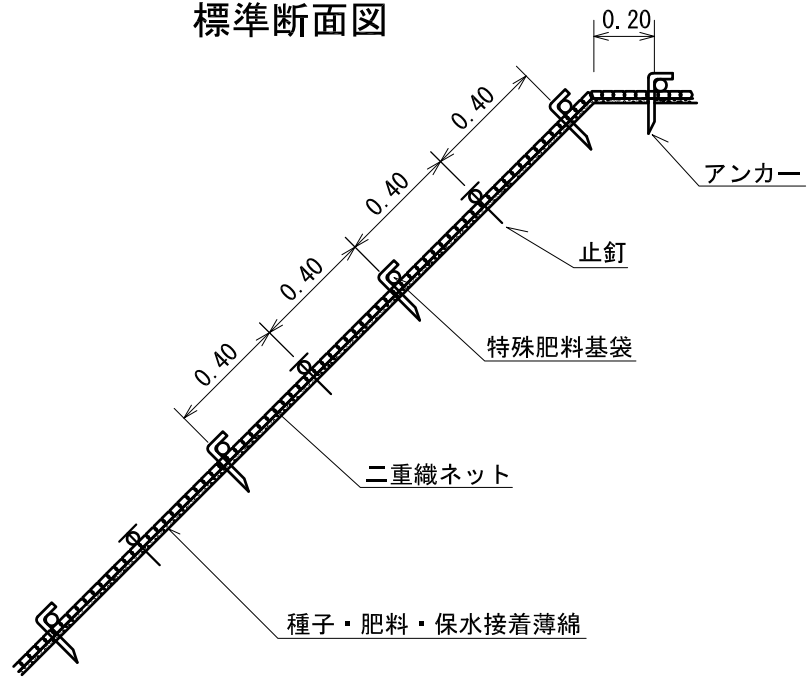 標準断面図
0.20
0.40
アンカー
0.40
止釘
0.40
特殊肥料基袋
0.40
二重織ネット
種子・肥料・保水接着薄綿